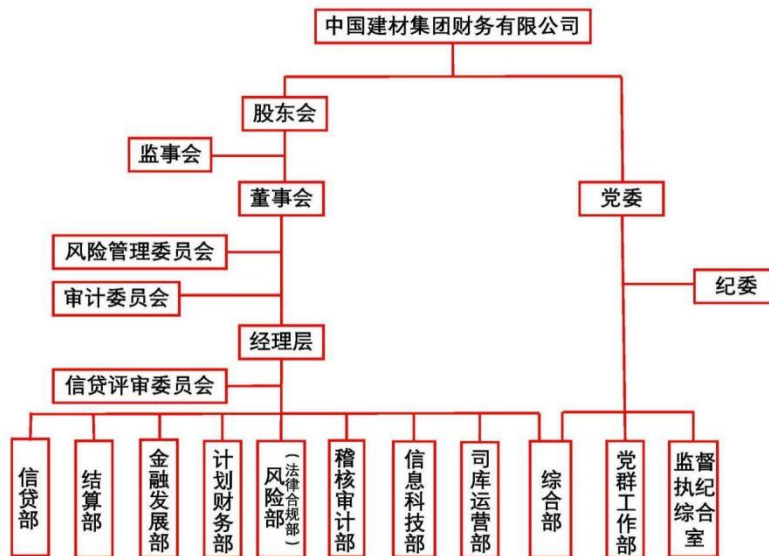 中国建材集团财务有限公司
股东会
监事会
董事会
党委
风险管理委员会
纪委
审计委员会
经理层
信贷评审委员会
信贷部
结算部
金融发展部
计划财务部
风险部
(法律合规部)
稽核审计部
信息科技部
司库运营部
综合部
党群工作部
监督
执纪
综合
室